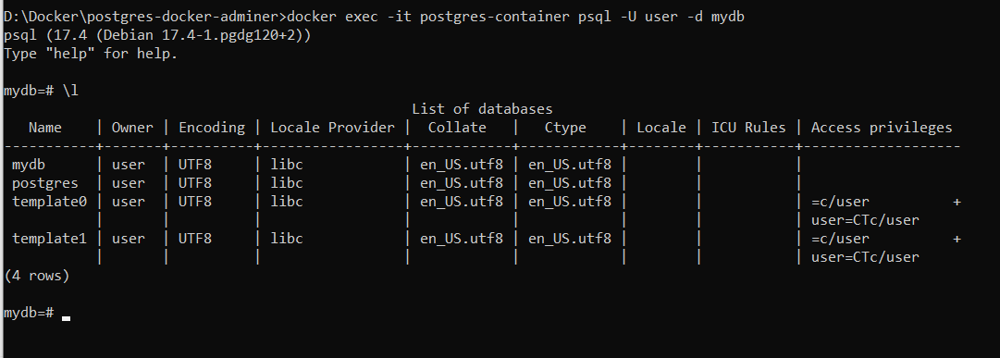 D:\Docker\postgres-docker-adminer>docker exec -it postgres-container psql -U user -d mydb
psql (17.4 (Debian 17.4-1.pgdg120+2))
Type "help" for help.

mydb=# \l
                                                 List of databases
   Name    | Owner | Encoding | Locale Provider |  Collate   |   Ctype    | Locale | ICU Rules | Access privileges
-----------+-------+----------+-----------------+------------+------------+--------+-----------+-------------------
 mydb      | user  | UTF8     | libc            | en_US.utf8 | en_US.utf8 |        |           |
 postgres  | user  | UTF8     | libc            | en_US.utf8 | en_US.utf8 |        |           |
 template0 | user  | UTF8     | libc            | en_US.utf8 | en_US.utf8 |        |           | =c/user          +
           |       |          |                 |            |            |        |           | user=CTc/user
 template1 | user  | UTF8     | libc            | en_US.utf8 | en_US.utf8 |        |           | =c/user          +
           |       |          |                 |            |            |        |           | user=CTc/user
(4 rows)

mydb=#